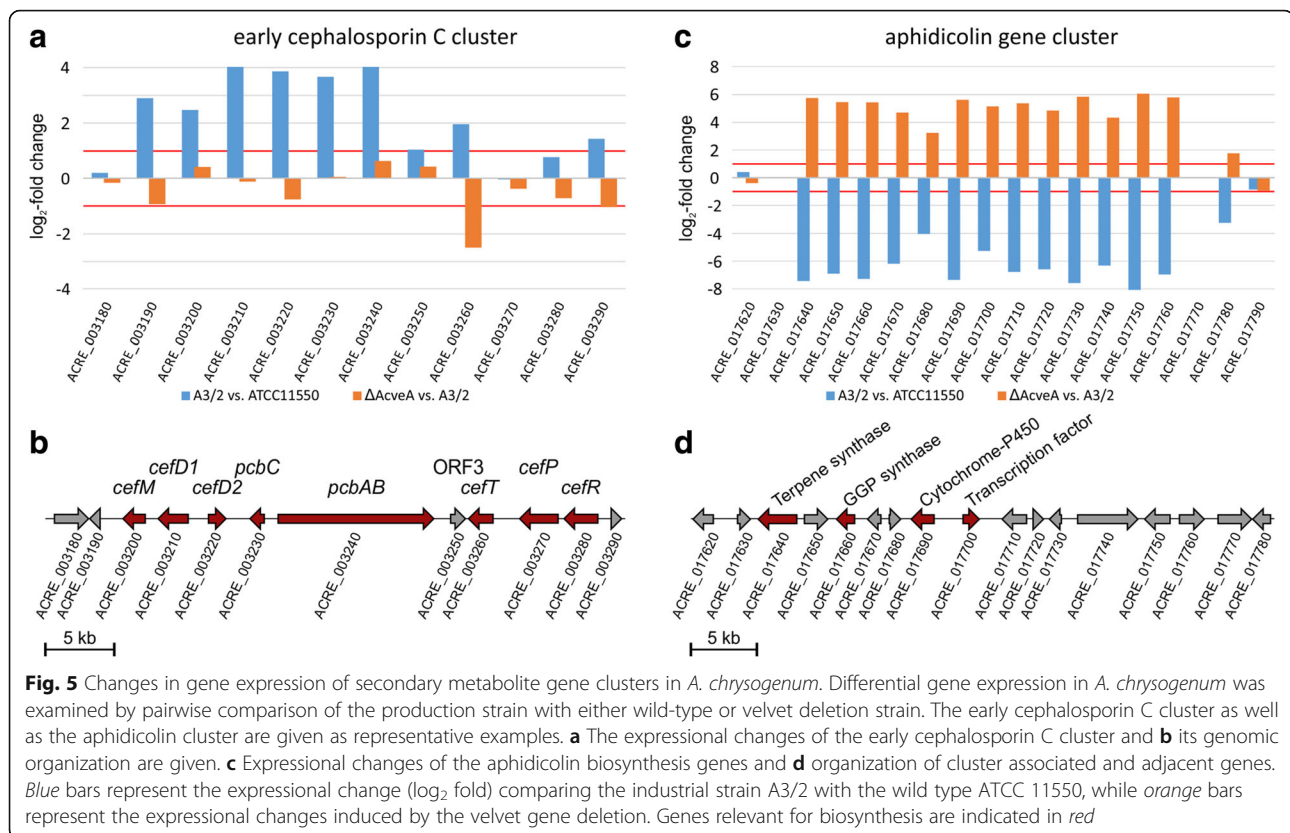 a
early cephalosporin C cluster
log2-fold change
4
2
0
-2
-4
ACRE_003180
ACRE_003190
ACRE_003200
ACRE_003210
ACRE_003220
ACRE_003230
ACRE_003240
ACRE_003250
ACRE_003260
ACRE_003270
ACRE_003280
ACRE_003290
A3/2 vs. ATCC11550
ΔAcveA vs. A3/2
c
aphidicolin gene cluster
log2-fold change
8
6
4
2
0
-2
-4
-6
-8
ACRE_017620
ACRE_017630
ACRE_017640
ACRE_017650
ACRE_017660
ACRE_017670
ACRE_017680
ACRE_017690
ACRE_017700
ACRE_017710
ACRE_017720
ACRE_017730
ACRE_017740
ACRE_017750
ACRE_017760
ACRE_017770
ACRE_017780
ACRE_017790
A3/2 vs. ATCC11550
ΔAcveA vs. A3/2
b
cefD1 pcbC ORF3 cefP
cefM cefD2 pcbAB cefT cefR
ACRE_003180
ACRE_003190
ACRE_003200
ACRE_003210
ACRE_003220
ACRE_003230
ACRE_003240
ACRE_003250
ACRE_003260
ACRE_003270
ACRE_003280
ACRE_003290
5 kb
d
Terpene synthase
GGP synthase
Cytochrome-P450
Transcription factor
ACRE_017620
ACRE_017630
ACRE_017640
ACRE_017650
ACRE_017660
ACRE_017670
ACRE_017680
ACRE_017690
ACRE_017700
ACRE_017710
ACRE_017720
ACRE_017730
ACRE_017740
ACRE_017750
ACRE_017760
ACRE_017770
ACRE_017780
5 kb
Fig. 5 Changes in gene expression of secondary metabolite gene clusters in A. chrysogenum. Differential gene expression in A. chrysogenum was
examined by pairwise comparison of the production strain with either wild-type or velvet deletion strain. The early cephalosporin C cluster as well
as the aphidicolin cluster are given as representative examples. a The expressional changes of the early cephalosporin C cluster and b its genomic
organization are given. c Expressional changes of the aphidicolin biosynthesis genes and d organization of cluster associated and adjacent genes.
Blue bars represent the expressional change (log2 fold) comparing the industrial strain A3/2 with the wild type ATCC 11550, while orange bars
represent the expressional changes induced by the velvet gene deletion. Genes relevant for biosynthesis are indicated in red